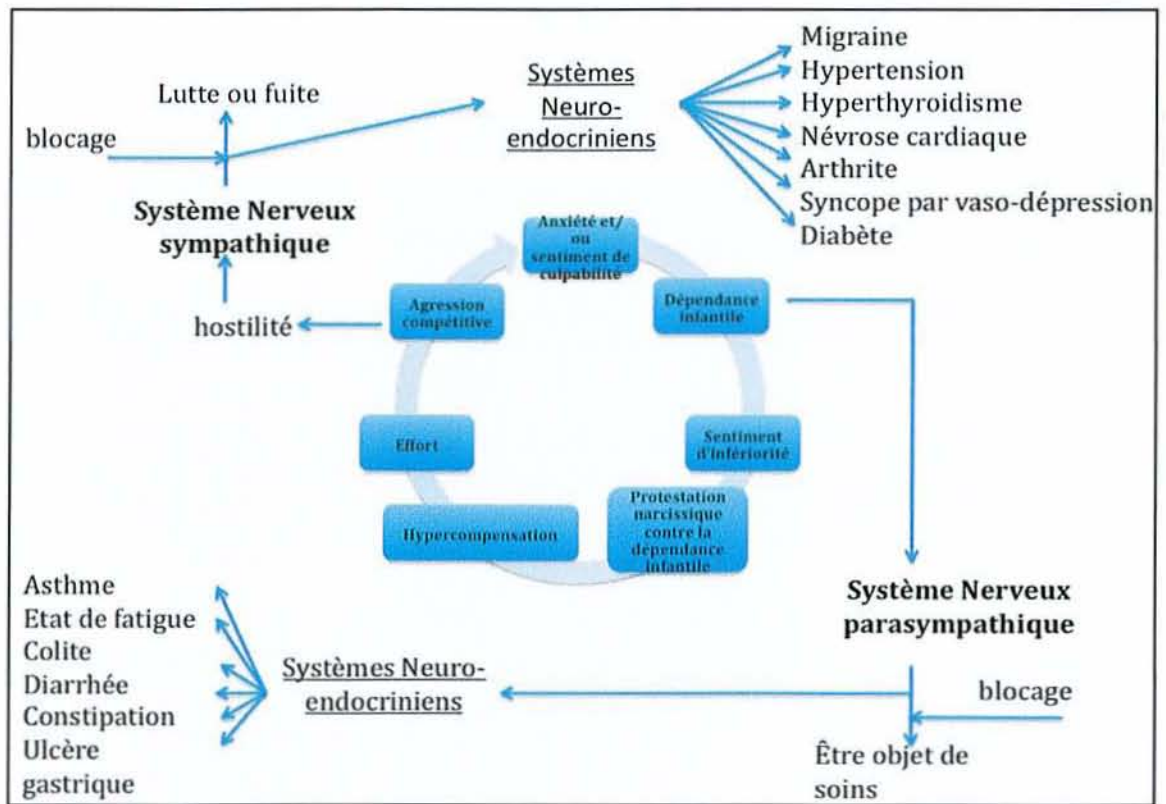 Migraine
Hypertension
Hyperthyroidisme
Névrose cardiaque
Arthrite
Syncope par vaso-dépression
Diabète
Systèmes
Neuro-
endocriniens
Lutte ou fuite
blocage
Système Nerveux
sympathique
hostilité
Anxiété et/
ou
sentiment de
culpabilité
Dépendance
infantile
Sentiment
d'infériorité
Protestation
narcissique
contre la
dépendance
infantile
Hypercompensation
Effort
Agression
compétitive
Système Nerveux
parasympathique
blocage
Être objet de
soins
Systèmes Neuro-
endocriniens
Asthme
Etat de fatigue
Colite
Diarrhée
Constipation
Ulcère
gastrique